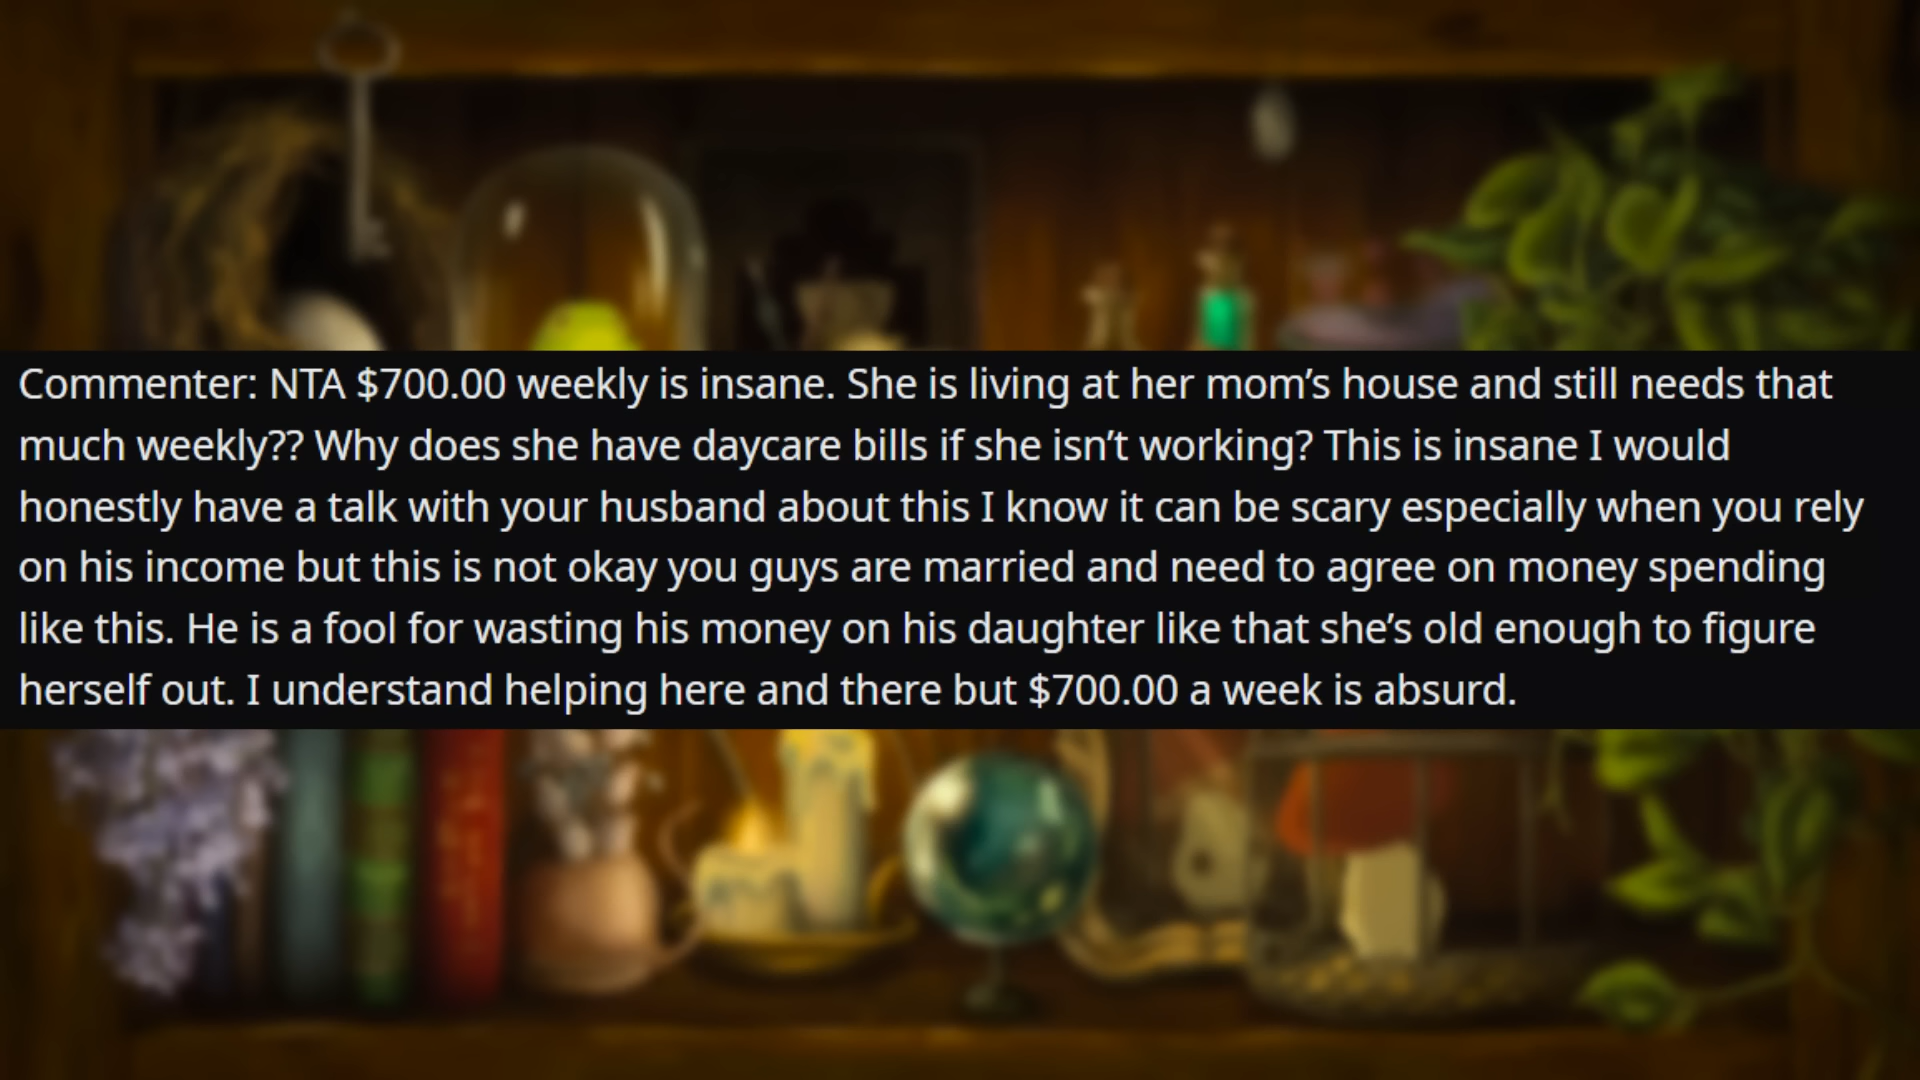 Commenter: NTA $700.00 weekly is insane. She is living at her mom’s house and still needs that
much weekly?? Why does she have daycare bills if she isn’t working? This is insane I would
honestly have a talk with your husband about this I know it can be scary especially when you rely
on his income but this is not okay you guys are married and need to agree on money spending
like this. He is a fool for wasting his money on his daughter like that she’s old enough to figure
herself out. I understand helping here and there but $700.00 a week is absurd.